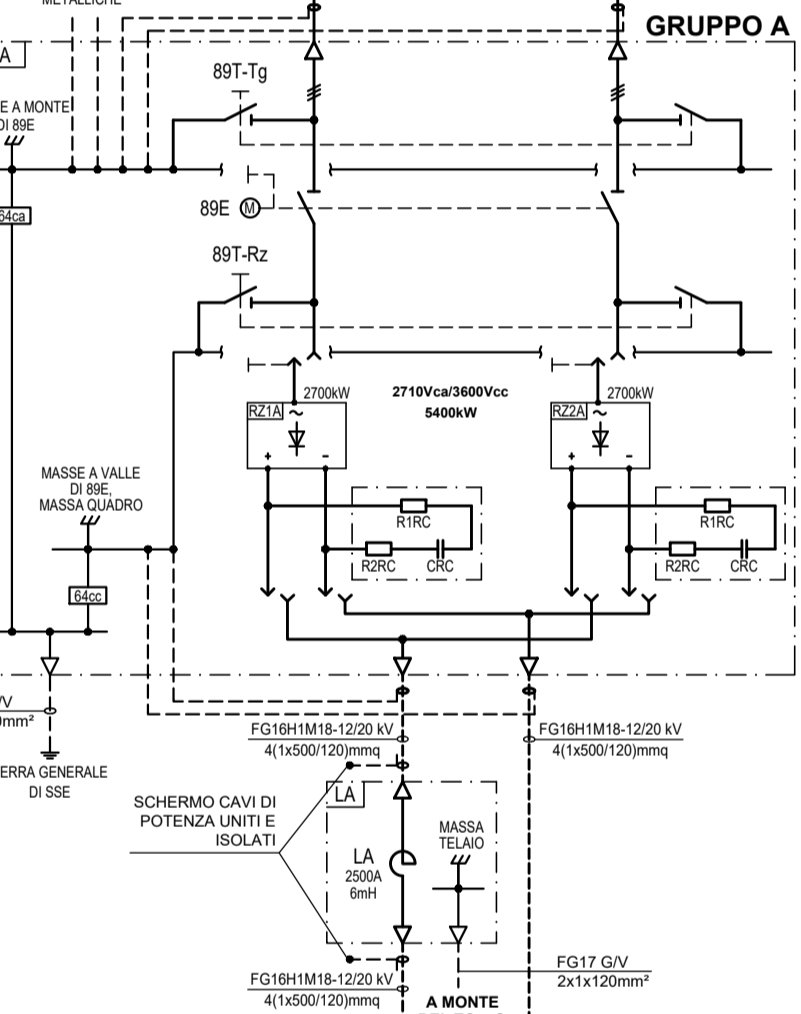 METALLICHE
GRUPPO A
A
89T-Tg
E A MONTE
DI 89E
64ca
89E
M
89T-Rz
2700kW
2710Vca/3600Vcc
5400kW
2700kW
RZ1A
RZ2A
+
-
+
-
MASSE A VALLE
DI 89E,
MASSA QUADRO
R1RC
R2RC
CRC
R1RC
R2RC
CRC
64cc
/V
0mm²
FG16H1M18-12/20 kV
4(1x500/120)mmq
FG16H1M18-12/20 kV
4(1x500/120)mmq
ERRA GENERALE
DI SSE
SCHERMO CAVI DI
POTENZA UNITI E
ISOLATI
LA
LA
2500A
6mH
MASSA
TELAIO
FG16H1M18-12/20 kV
4(1x500/120)mmq
FG17 G/V
2x1x120mm²
A MONTE